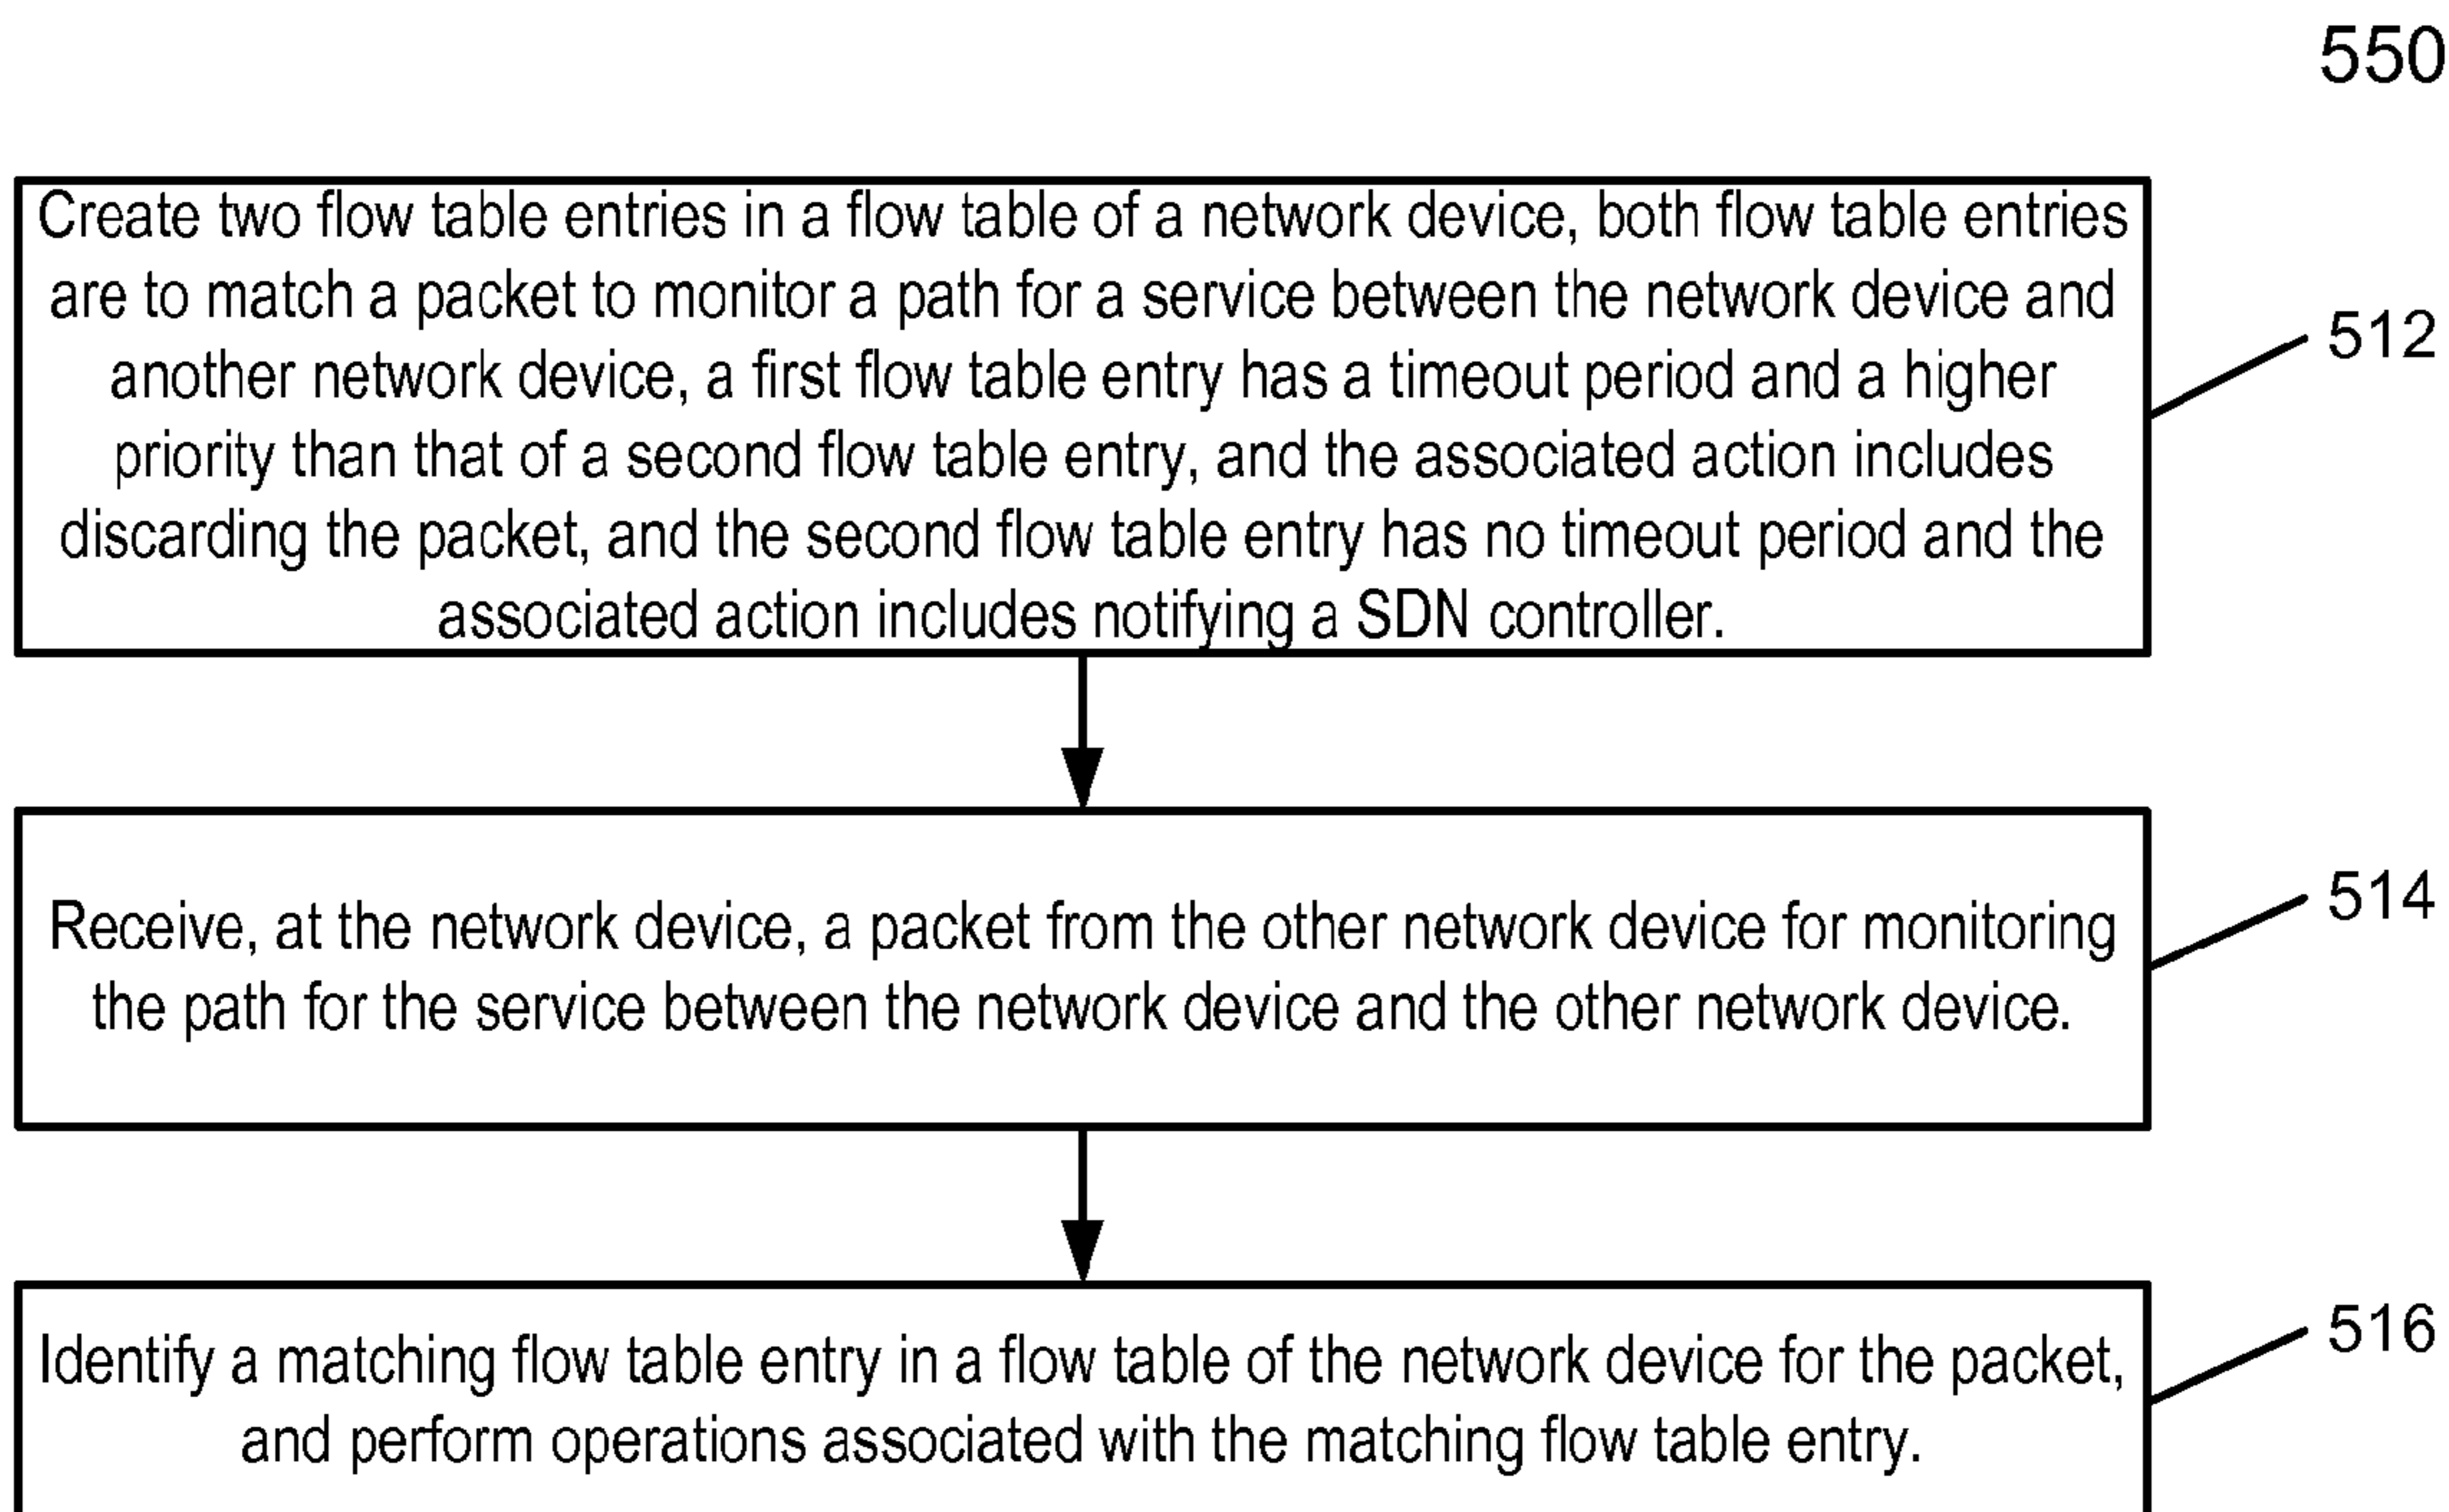 550
Create two flow table entries in a flow table of a network device, both flow table entries
are to match a packet to monitor a path for a service between the network device and
another network device, a first flow table entry has a timeout period and a higher
priority than that of a second flow table entry, and the associated action includes
discarding the packet, and the second flow table entry has no timeout period and the
associated action includes notifying a SDN controller.
512
Receive, at the network device, a packet from the other network device for monitoring
the path for the service between the network device and the other network device.
514
Identify a matching flow table entry in a flow table of the network device for the packet,
and perform operations associated with the matching flow table entry.
516